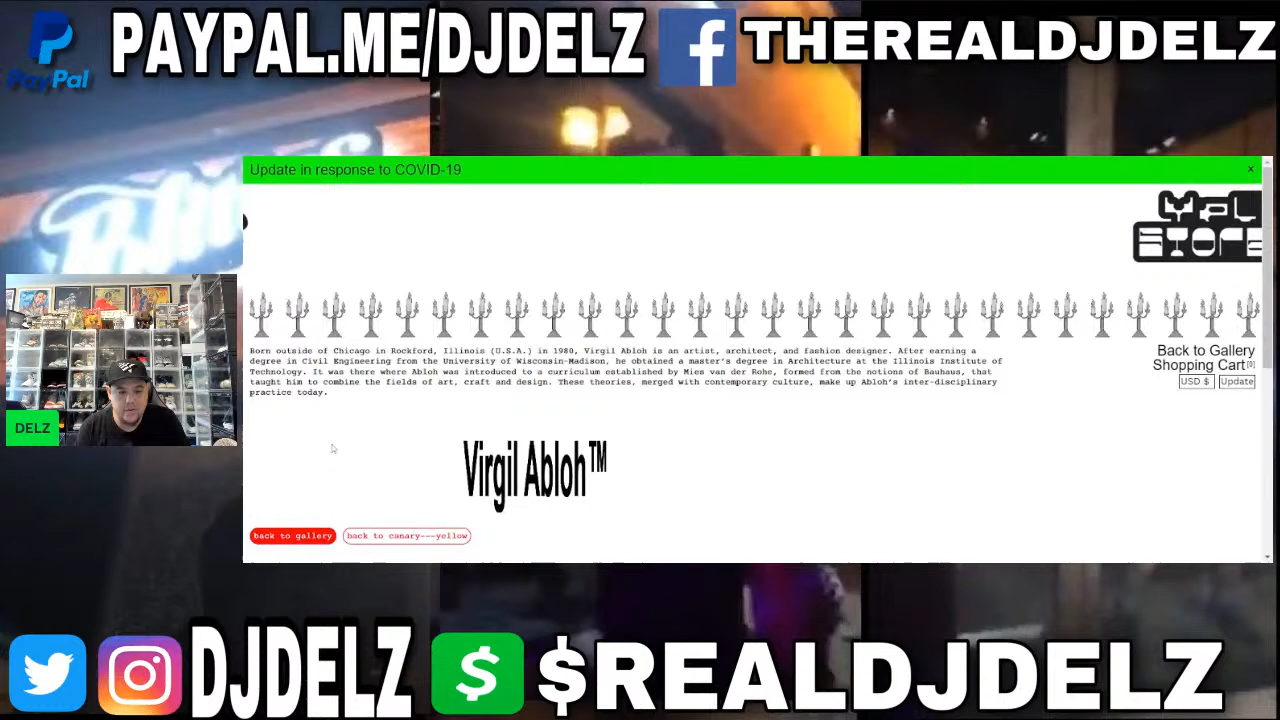 PayPal
PAYPAL.ME/DJDELZ
THEREALDJDELZ
Update in response to COVID-19
x
Born outside of Chicago in Rockford, Illinois (U.S.A.) in 1980, Virgil Abloh is an artist, architect, and fashion designer. After earning a
degree in Civil Engineering from the University of Wisconsin-Madison, he obtained a master's degree in Architecture at the Illinois Institute of
Technology. It was there where Abloh was introduced to a curriculum established by Mies van der Rohe, formed from the notions of Bauhaus, that
taught him to combine the fields of art, craft and design. These theories, merged with contemporary culture, make up Abloh's inter-disciplinary
practice today.
Back to Gallery
Shopping Cart[0]
USD $ Update
DELZ
Virgil Abloh™
back to gallery back to canary---yellow
DJDELZ
$ $REALDJDELZ